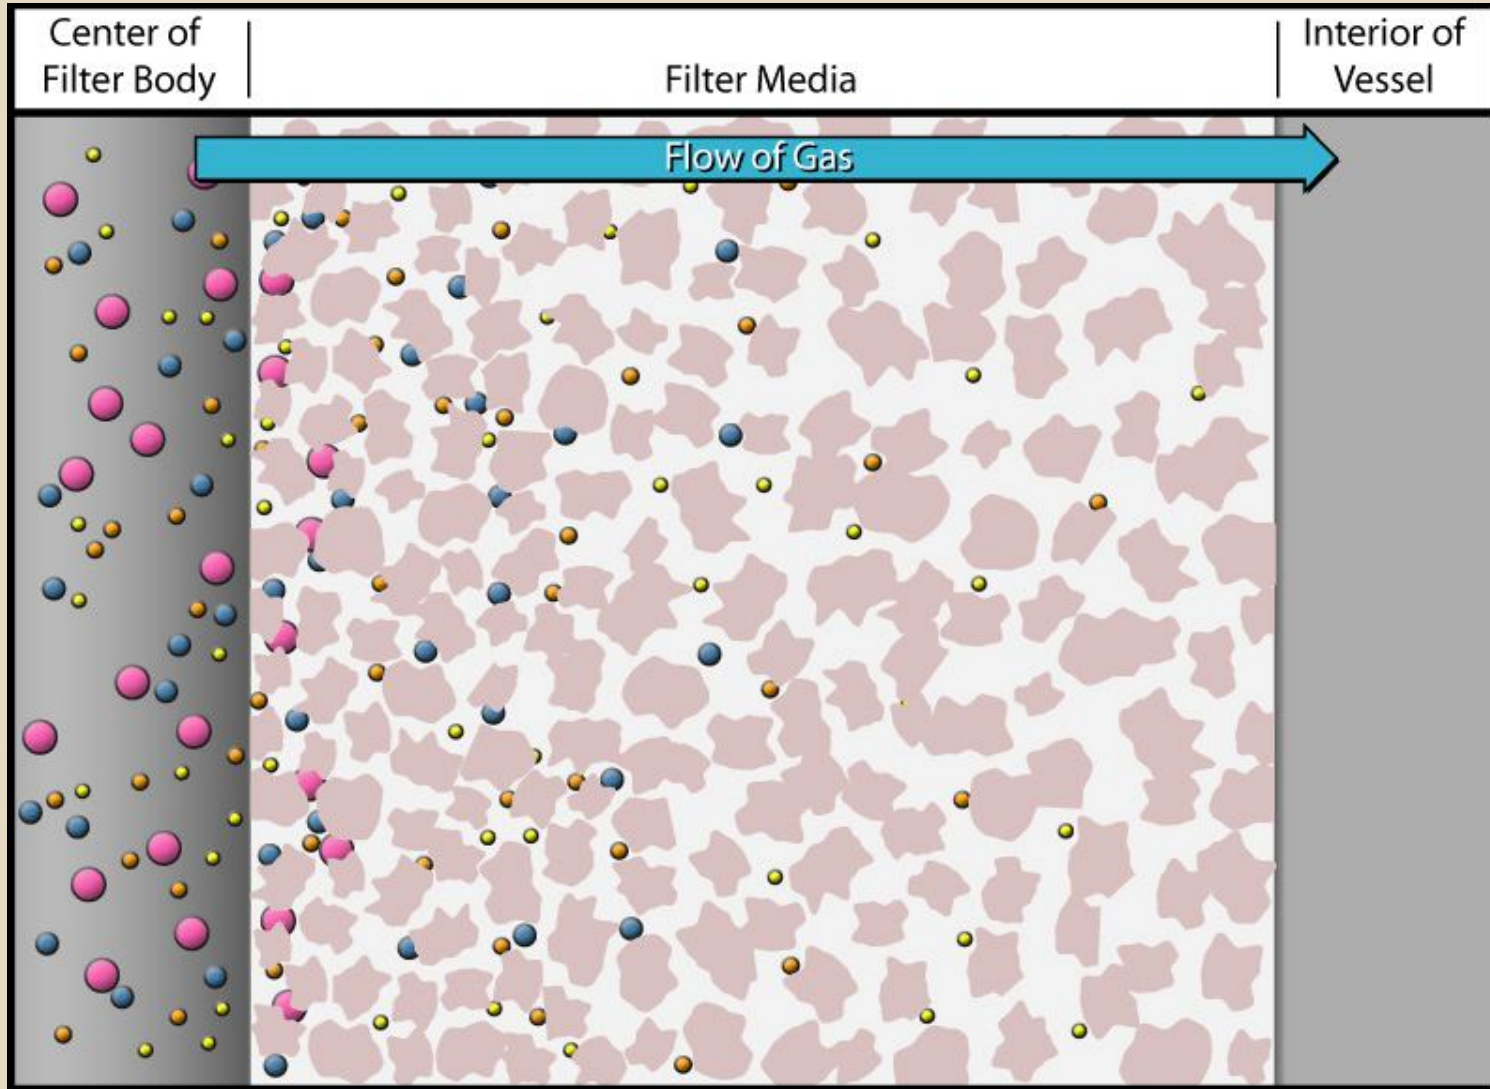 Center of
Filter Body
Filter Media
Interior of
Vessel
Flow of Gas